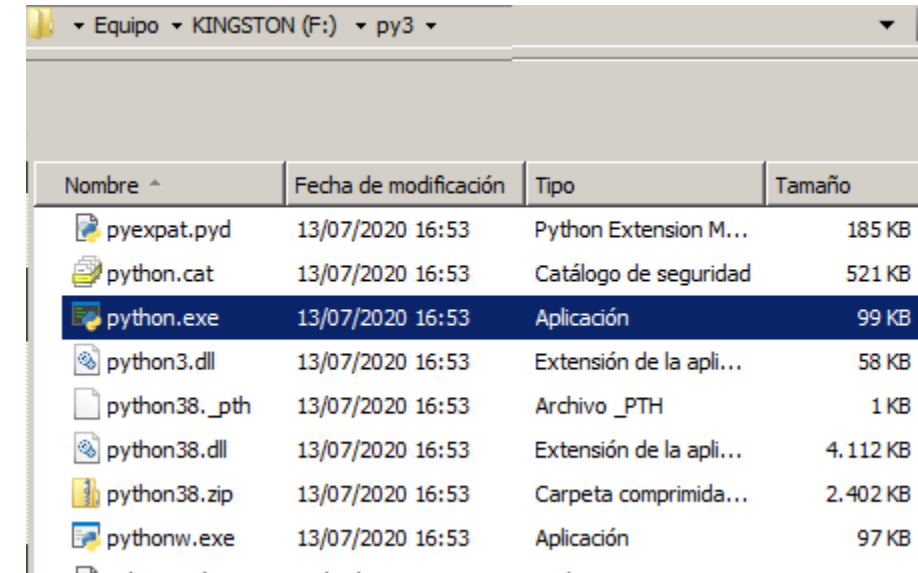 Equipo KINGSTON (F:) py3
Nombre Fecha de modificación Tipo Tamaño
pyexpat.pyd 13/07/2020 16:53 Python Extension M... 185 KB
python.cat 13/07/2020 16:53 Catálogo de seguridad 521 KB
python.exe 13/07/2020 16:53 Aplicación 99 KB
python3.dll 13/07/2020 16:53 Extensión de la apli... 58 KB
python38._pth 13/07/2020 16:53 Archivo _PTH 1 KB
python38.dll 13/07/2020 16:53 Extensión de la apli... 4.112 KB
python38.zip 13/07/2020 16:53 Carpeta comprimida... 2.402 KB
pythonw.exe 13/07/2020 16:53 Aplicación 97 KB